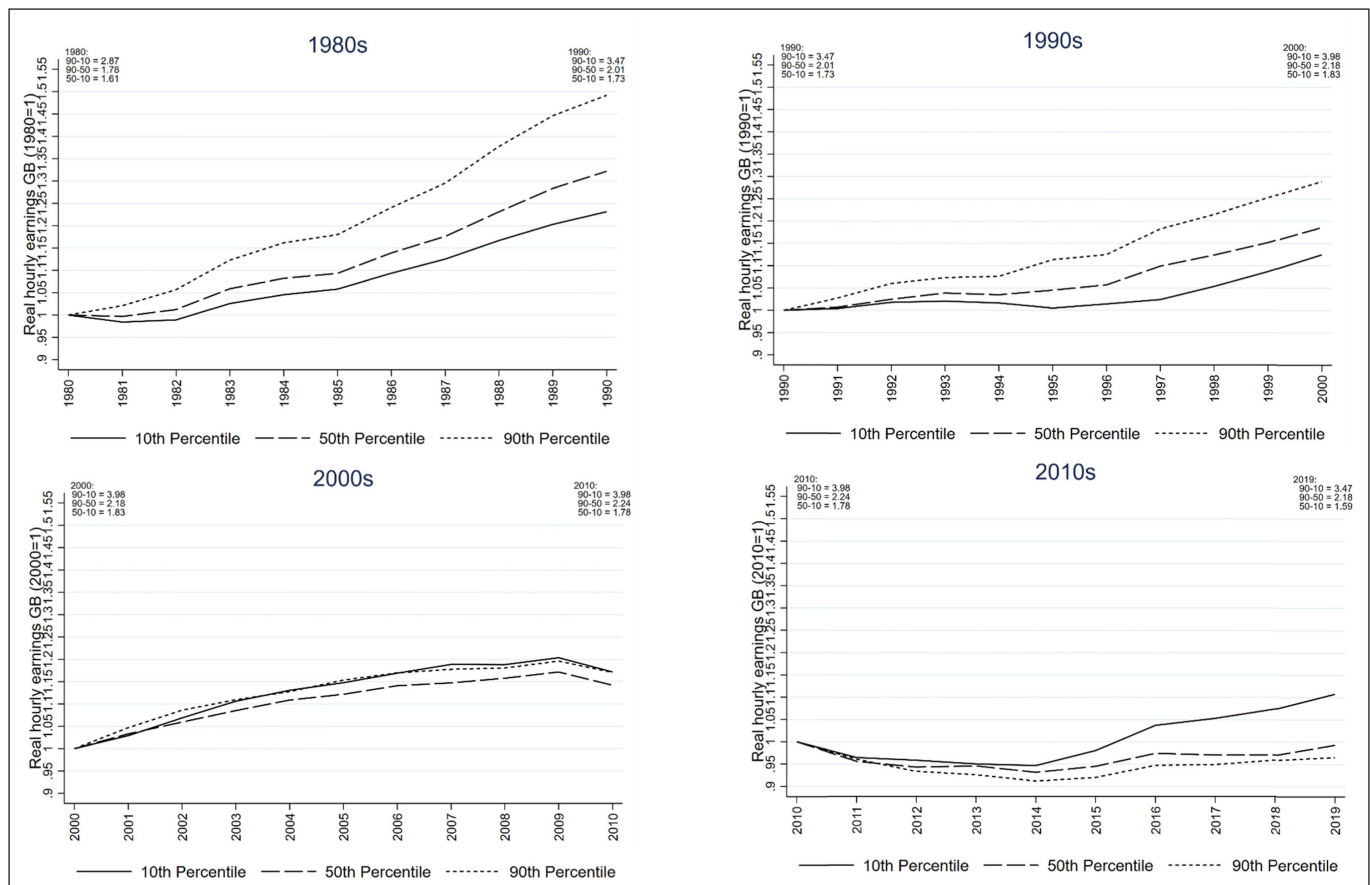 1980s
1980:
90-10 = 2.87
90-50 = 1.78
50-10 = 1.61
1990:
90-10 = 3.47
90-50 = 2.01
50-10 = 1.73
Real hourly earnings GB (1980=1)
.9 .95 1 1.05 1.1 1.15 1.2 1.25 1.3 1.35 1.4 1.45 1.5 1.55
1980 1981 1982 1983 1984 1985 1986 1987 1988 1989 1990
10th Percentile 50th Percentile 90th Percentile
1990s
1990:
90-10 = 3.47
90-50 = 2.01
50-10 = 1.73
2000:
90-10 = 3.98
90-50 = 2.18
50-10 = 1.83
Real hourly earnings GB (1990=1)
.9 .95 1 1.05 1.1 1.15 1.2 1.25 1.3 1.35 1.4 1.45 1.5 1.55
1990 1991 1992 1993 1994 1995 1996 1997 1998 1999 2000
10th Percentile 50th Percentile 90th Percentile
2000s
2000:
90-10 = 3.98
90-50 = 2.18
50-10 = 1.83
2010:
90-10 = 3.98
90-50 = 2.24
50-10 = 1.78
Real hourly earnings GB (2000=1)
.9 .95 1 1.05 1.1 1.15 1.2 1.25 1.3 1.35 1.4 1.45 1.5 1.55
2000 2001 2002 2003 2004 2005 2006 2007 2008 2009 2010
10th Percentile 50th Percentile 90th Percentile
2010s
2010:
90-10 = 3.98
90-50 = 2.24
50-10 = 1.78
2019:
90-10 = 3.47
90-50 = 2.18
50-10 = 1.59
Real hourly earnings GB (2010=1)
.9 .95 1 1.05 1.1 1.15 1.2 1.25 1.3 1.35 1.4 1.45 1.5 1.55
2010 2011 2012 2013 2014 2015 2016 2017 2018 2019
10th Percentile 50th Percentile 90th Percentile